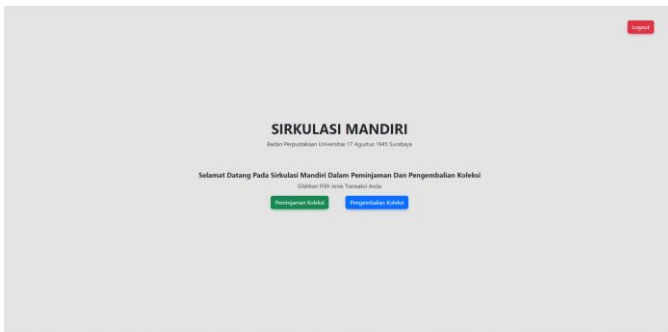 Logout
SIRKULASI MANDIRI
Badan Perpustakaan Universitas 17 Agustus 1945 Surabaya
Selamat Datang Pada Sirkulasi Mandiri Dalam Peminjaman Dan Pengembalian Koleksi
Silahkan Pilih Jenis Transaksi Anda
Peminjaman Koleksi
Pengembalian Koleksi